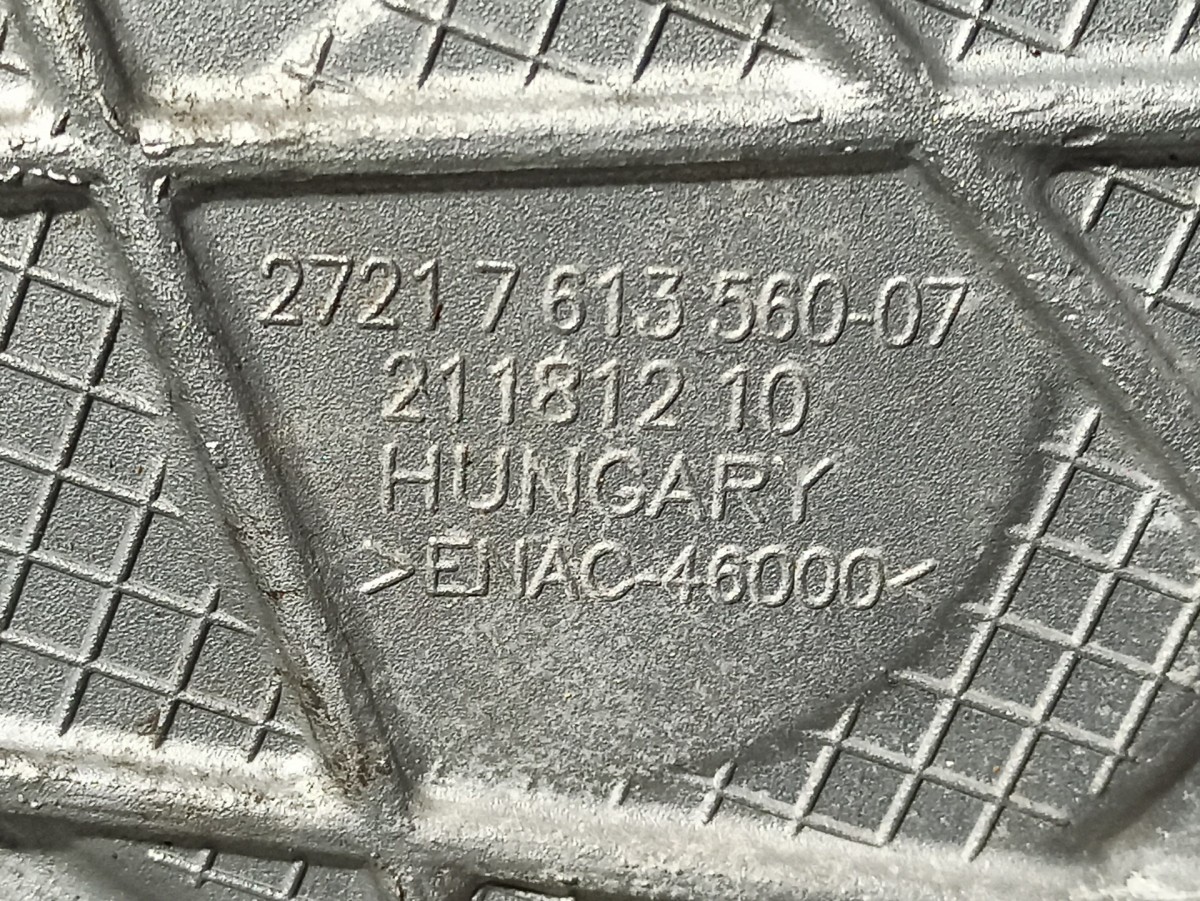 2721 7 613 560-07
211812 10
HUNGARY
>ENAC-46000<